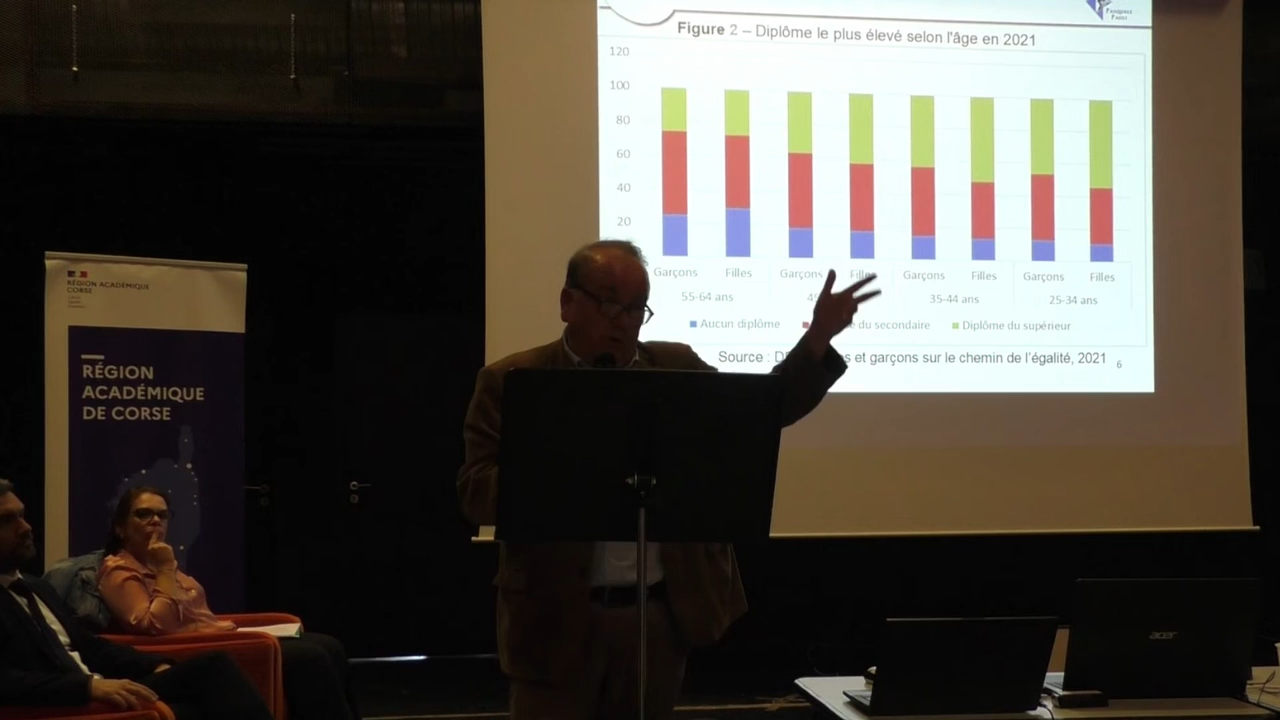 PASQUALE
PAOLI
Figure 2 – Diplôme le plus élevé selon l'âge en 2021
120
100
80
60
40
20
Garçons Filles Garçons Filles Garçons Filles Garçons Filles
55-64 ans 35-44 ans 25-34 ans
Aucun diplôme du secondaire Diplôme du supérieur
Source : et garçons sur le chemin de l'égalité, 2021
6
RÉGION ACADÉMIQUE
CORSE
RÉGION
ACADÉMIQUE
DE CORSE
acer